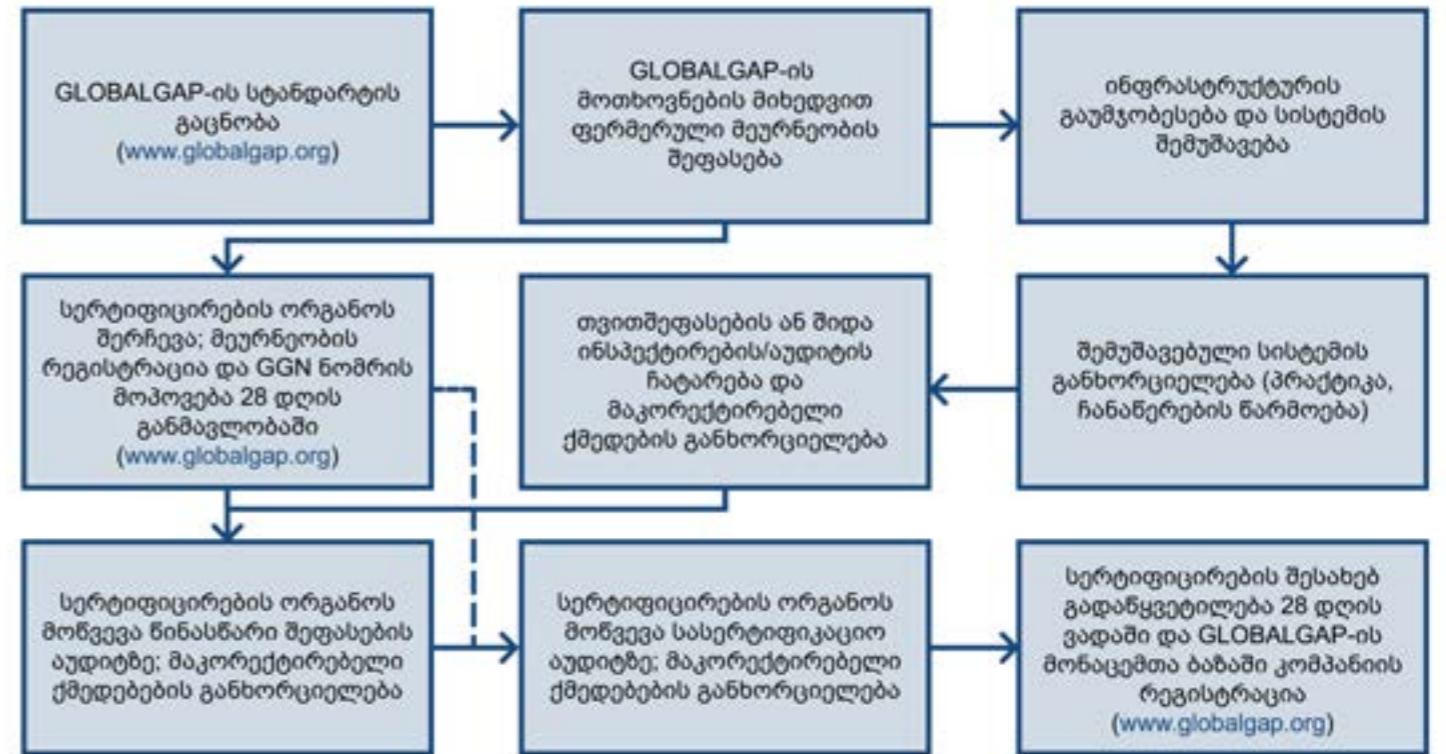 GLOBALGAP-ის სტანდარტის
გაცნობა
(www.globalgap.org)
GLOBALGAP-ის
მოთხოვნების მიხედვით
ფერმერული მეურნეობის
შეფასება
ინფრასტრუქტურის
გაუმჯობესება და სისტემის
შემუშავება
სერტიფიცირების ორგანოს
შერჩევა; მეურნეობის
რეგისტრაცია და GGN ნომრის
მოპოვება 28 დღის
განმავლობაში
(www.globalgap.org)
თვითშეფასების ან შიდა
ინსპექტირების/აუდიტის
ჩატარება და
მაკორექტირებელი
ქმედების განხორციელება
შემუშავებული სისტემის
განხორციელება (პრაქტიკა,
ჩანაწერების წარმოება)
სერტიფიცირების ორგანოს
მოწვევა წინასწარი შეფასების
აუდიტზე; მაკორექტირებელი
ქმედებების განხორციელება
სერტიფიცირების ორგანოს
მოწვევა სასერტიფიკაციო
აუდიტზე; მაკორექტირებელი
ქმედებების განხორციელება
სერტიფიცირების შესახებ
გადაწყვეტილება 28 დღის
ვადაში და GLOBALGAP-ის
მონაცემთა ბაზაში კომპანიის
რეგისტრაცია
(www.globalgap.org)